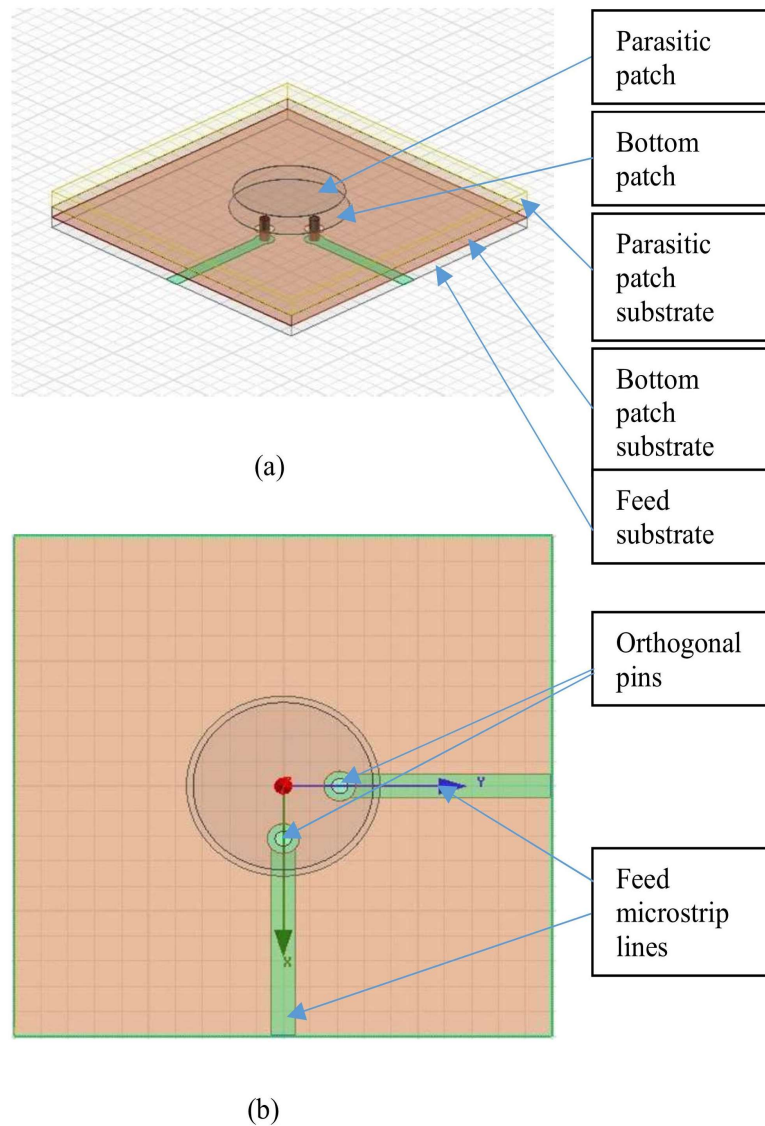 Parasitic
patch
Bottom
patch
Parasitic
patch
substrate
Bottom
patch
substrate
Feed
substrate
(a)
Orthogonal
pins
Y
Feed
microstrip
lines
X
(b)